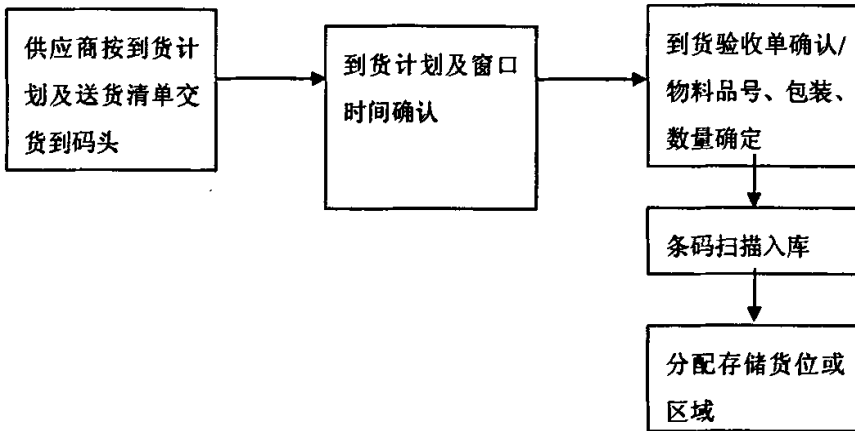 供应商按到货计
划及送货清单交
货到码头
到货计划及窗口
时间确认
到货验收单确认/
物料品号、包装、
数量确定
条码扫描入库
分配存储货位或
区域